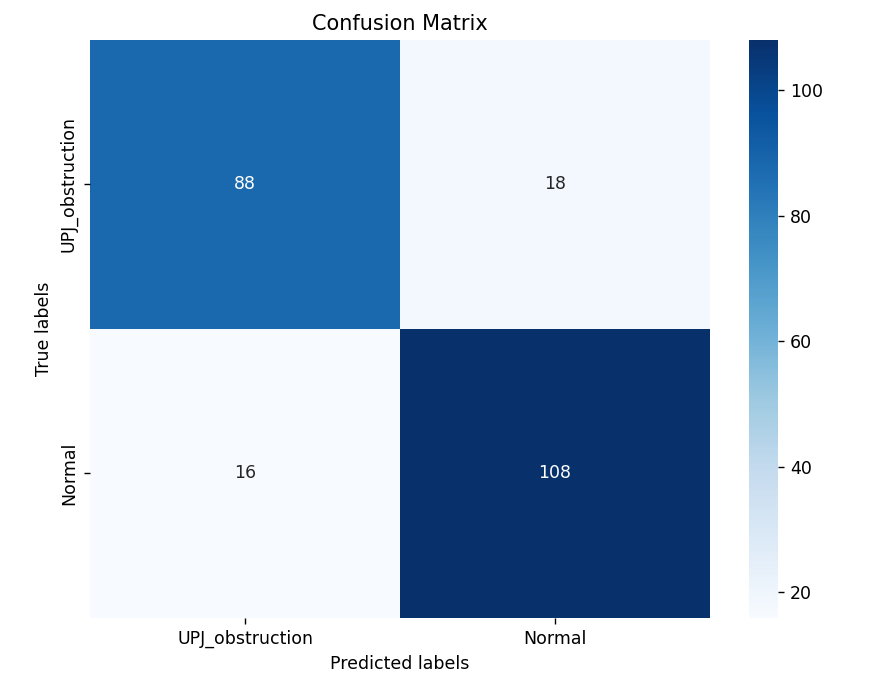 Confusion Matrix
True labels
UPJ_obstruction
Normal
88
18
16
108
UPJ_obstruction
Normal
Predicted labels
100
80
60
40
20